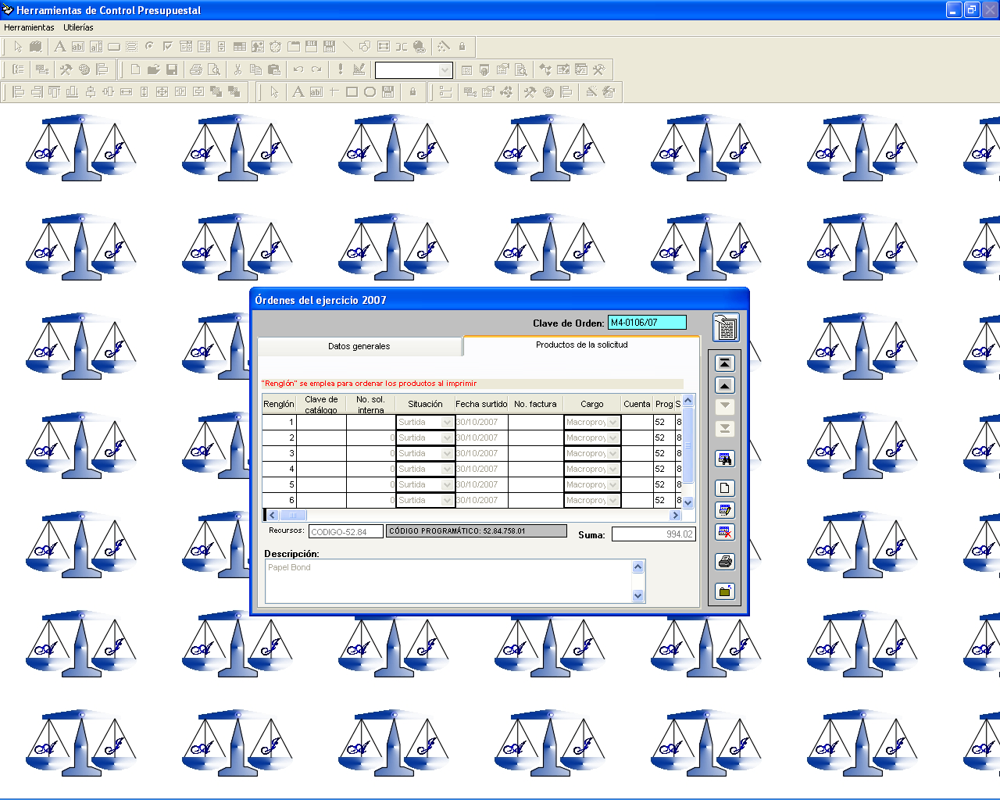 Herramientas de Control Presupuestal
Herramientas Utilerías
Órdenes del ejercicio 2007
Clave de Orden: M4-0106/07
Datos generales Productos de la solicitud
"Renglón" se emplea para ordenar los productos al imprimir
Renglón Clave de catálogo No. sol. interna Situación Fecha surtido No. factura Cargo Cuenta Prog S
1 Surtida 30/10/2007 Macroproy 52 8
2 0 Surtida 30/10/2007 Macroproy 52 8
3 0 Surtida 30/10/2007 Macroproy 52 8
4 0 Surtida 30/10/2007 Macroproy 52 8
5 0 Surtida 30/10/2007 Macroproy 52 8
6 0 Surtida 30/10/2007 Macroproy 52 8
Recursos: CODIGO-52.84 CÓDIGO PROGRAMÁTICO: 52.84.758.01 Suma: 994.02
Descripción:
Papel Bond